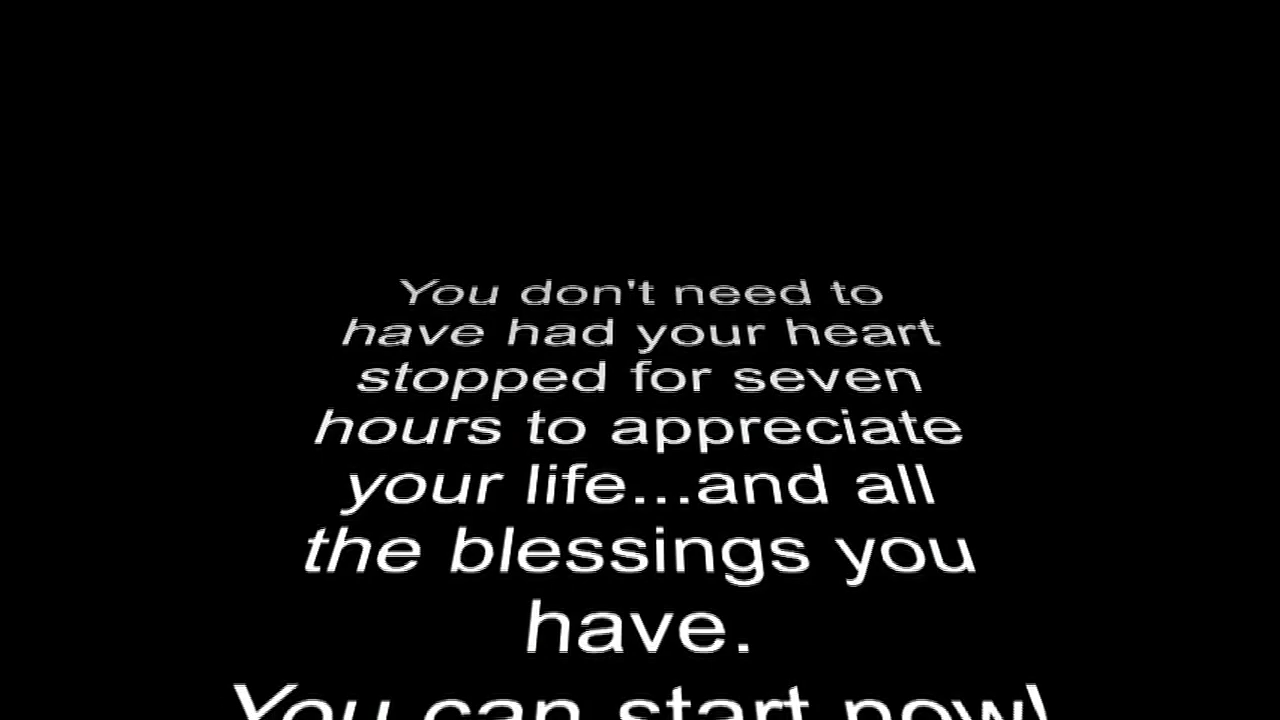 You don't need to
have had your heart
stopped for seven
hours to appreciate
your life...and all
the blessings you
have.
You can start now!